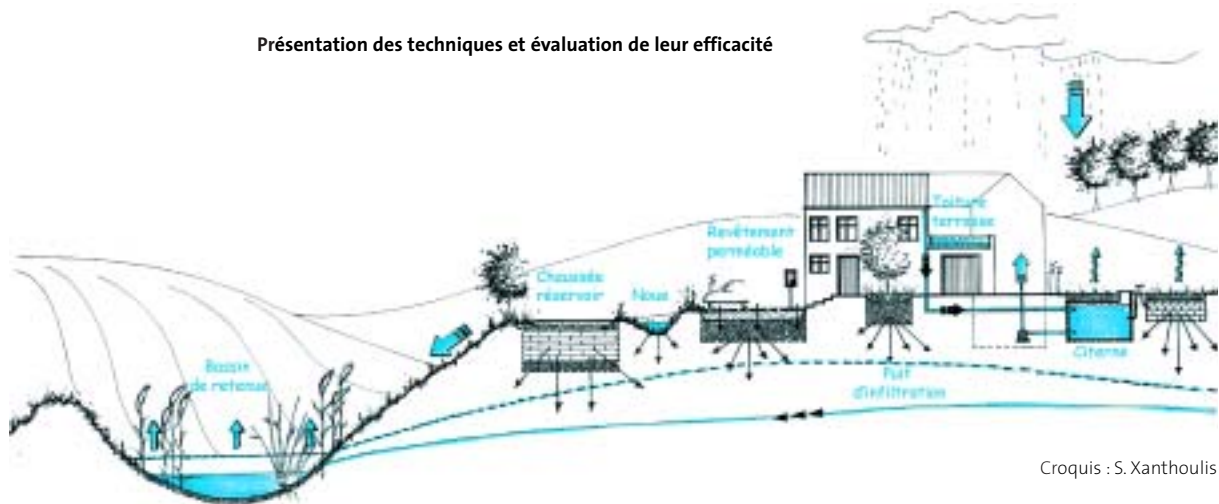 Présentation des techniques et évaluation de leur efficacité
Toiture
terrasse
Revêtement
perméable
Chaussée
réservoir
Noue
Bassin
de retenue
Citerne
Puit
d'infiltration
Croquis : S. Xanthoulis